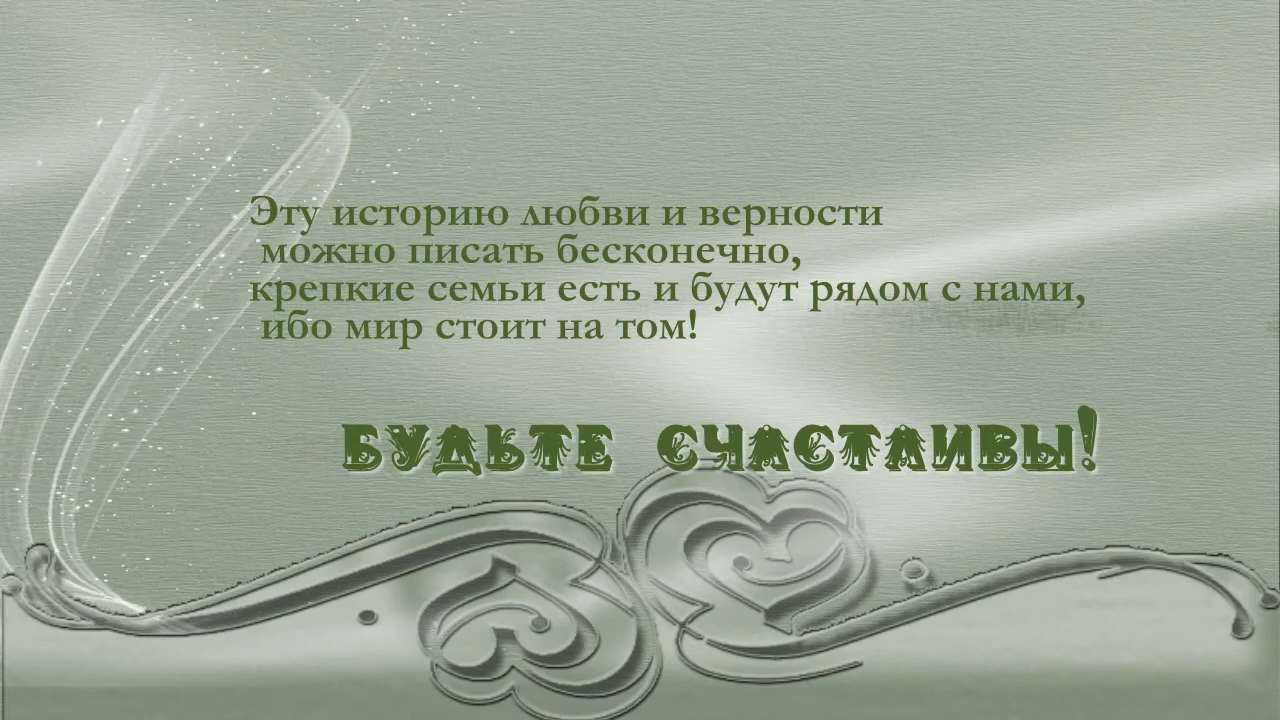 Эту историю любви и верности
можно писать бесконечно,
крепкие семьи есть и будут рядом с нами,
ибо мир стоит на том!
БУДЬТЕ СЧАСТЛИВЫ!